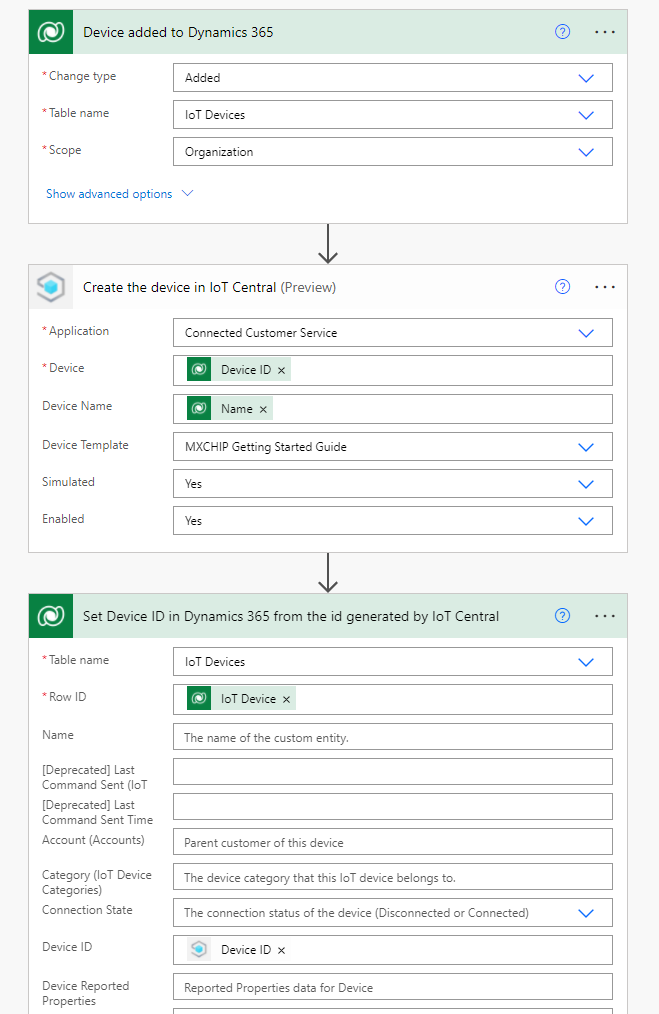 Device added to Dynamics 365
* Change type
Added
* Table name
IoT Devices
* Scope
Organization
Show advanced options
Create the device in IoT Central (Preview)
* Application
Connected Customer Service
* Device
Device ID ×
Device Name
Name ×
Device Template
MXCHIP Getting Started Guide
Simulated
Yes
Enabled
Yes
Set Device ID in Dynamics 365 from the id generated by IoT Central
* Table name
IoT Devices
* Row ID
IoT Device ×
Name
The name of the custom entity.
[Deprecated] Last
Command Sent (IoT
[Deprecated] Last
Command Sent Time
Account (Accounts)
Parent customer of this device
Category (IoT Device
Categories)
The device category that this IoT device belongs to.
Connection State
The connection status of the device (Disconnected or Connected)
Device ID
Device ID ×
Device Reported
Properties
Reported Properties data for Device